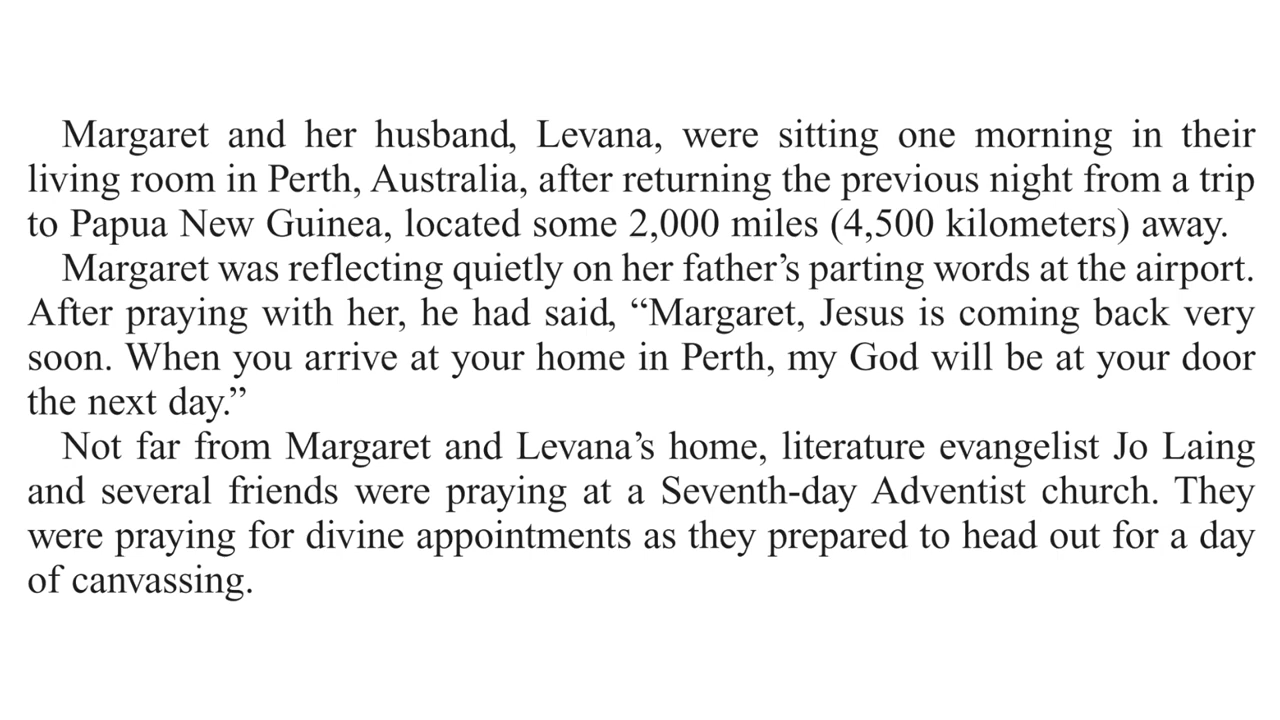 Margaret and her husband, Levana, were sitting one morning in their
living room in Perth, Australia, after returning the previous night from a trip
to Papua New Guinea, located some 2,000 miles (4,500 kilometers) away.
Margaret was reflecting quietly on her father’s parting words at the airport.
After praying with her, he had said, “Margaret, Jesus is coming back very
soon. When you arrive at your home in Perth, my God will be at your door
the next day.”
Not far from Margaret and Levana’s home, literature evangelist Jo Laing
and several friends were praying at a Seventh-day Adventist church. They
were praying for divine appointments as they prepared to head out for a day
of canvassing.